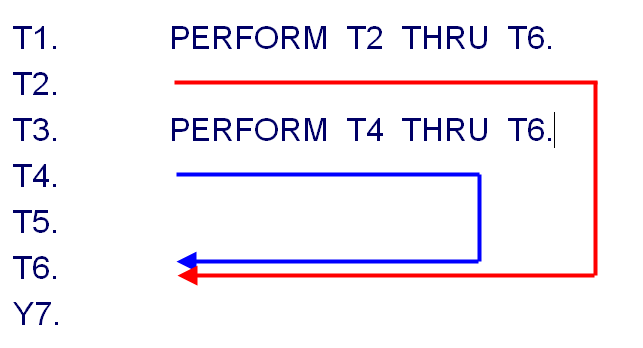 T1. PERFORM T2 THRU T6.
T2.
T3. PERFORM T4 THRU T6.
T4.
T5.
T6.
Y7.